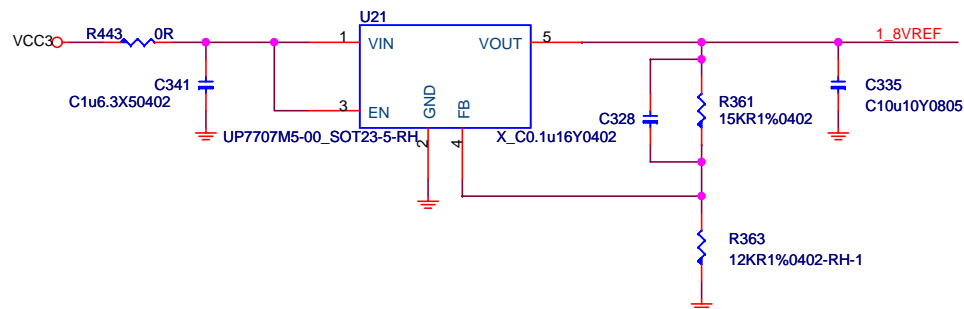 U21
R443 0R
VCC3
1 VIN VOUT 5
1_8VREF
C341
C1u6.3X50402
3 EN GND FB
C328
R361
15KR1%0402
C335
C10u10Y0805
UP7707M5-00_SOT23-5-RH
X_C0.1u16Y0402
2 4
R363
12KR1%0402-RH-1